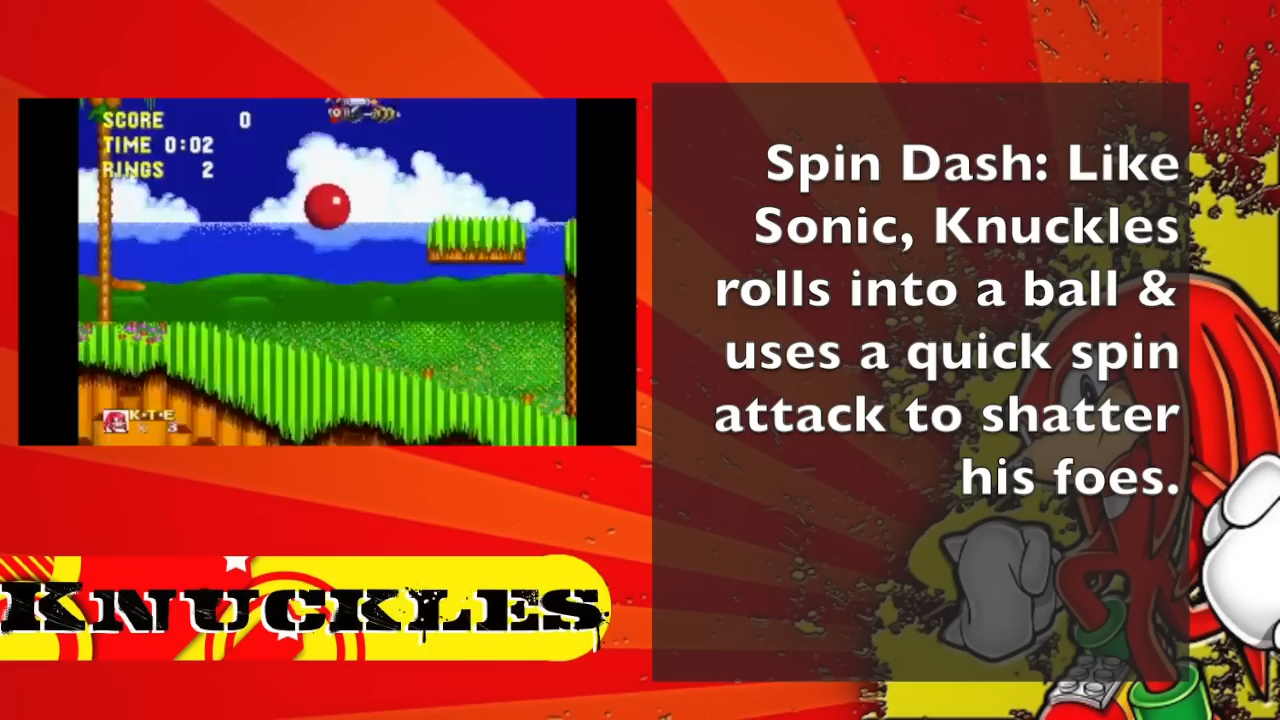 SCORE 0
TIME 0:02
RINGS 2
K·T·E
x 3
Spin Dash: Like
Sonic, Knuckles
rolls into a ball &
uses a quick spin
attack to shatter
his foes.
KNUCKLES